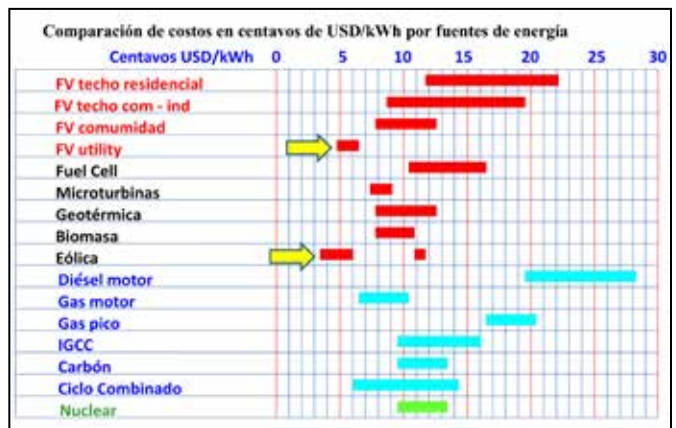 Comparación de costos en centavos de USD/kWh por fuentes de energía
Centavos USD/kWh 0 5 10 15 20 25 30
FV techo residencial
FV techo com - ind
FV comumidad
FV utility
Fuel Cell
Microturbinas
Geotérmica
Biomasa
Eólica
Diésel motor
Gas motor
Gas pico
IGCC
Carbón
Ciclo Combinado
Nuclear